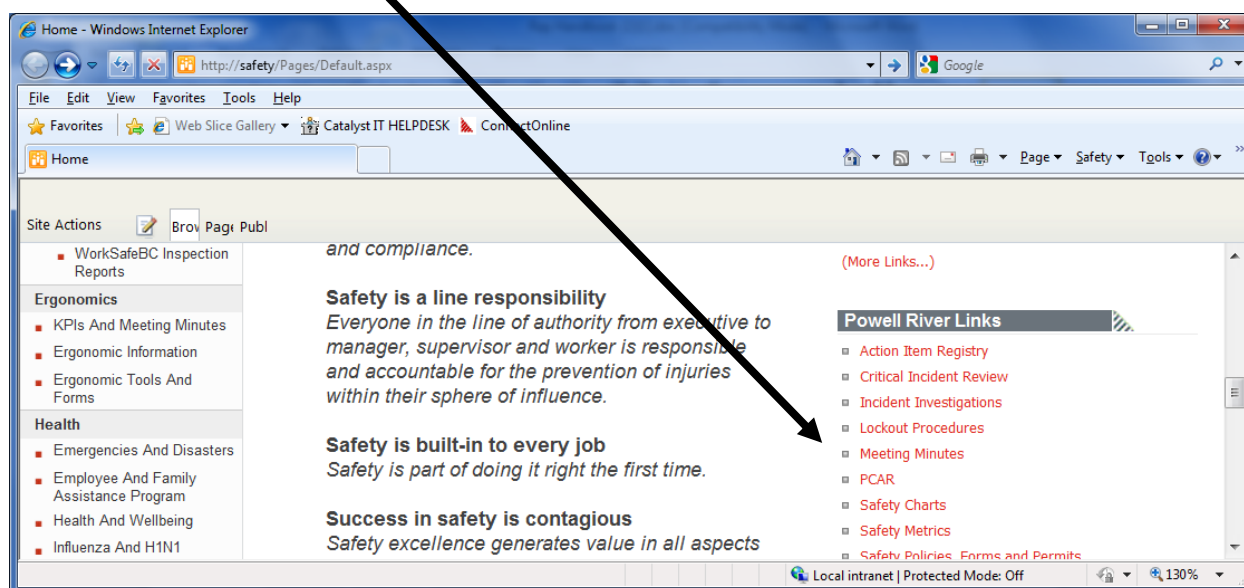 Home - Windows Internet Explorer
http://safety/Pages/Default.aspx
Google
File Edit View Favorites Tools Help
Favorites Web Slice Gallery Catalyst IT HELPDESK ConnectOnline
Home
Page Safety Tools
Site Actions Brov Page Publ
WorkSafeBC Inspection
Reports
Ergonomics
KPIs And Meeting Minutes
Ergonomic Information
Ergonomic Tools And
Forms
Health
Emergencies And Disasters
Employee And Family
Assistance Program
Health And Wellbeing
Influenza And H1N1
and compliance.
Safety is a line responsibility
Everyone in the line of authority from executive to
manager, supervisor and worker is responsible
and accountable for the prevention of injuries
within their sphere of influence.
Safety is built-in to every job
Safety is part of doing it right the first time.
Success in safety is contagious
Safety excellence generates value in all aspects
(More Links...)
Powell River Links
Action Item Registry
Critical Incident Review
Incident Investigations
Lockout Procedures
Meeting Minutes
PCAR
Safety Charts
Safety Metrics
Safety Policies, Forms and Permits
Local intranet | Protected Mode: Off
130%